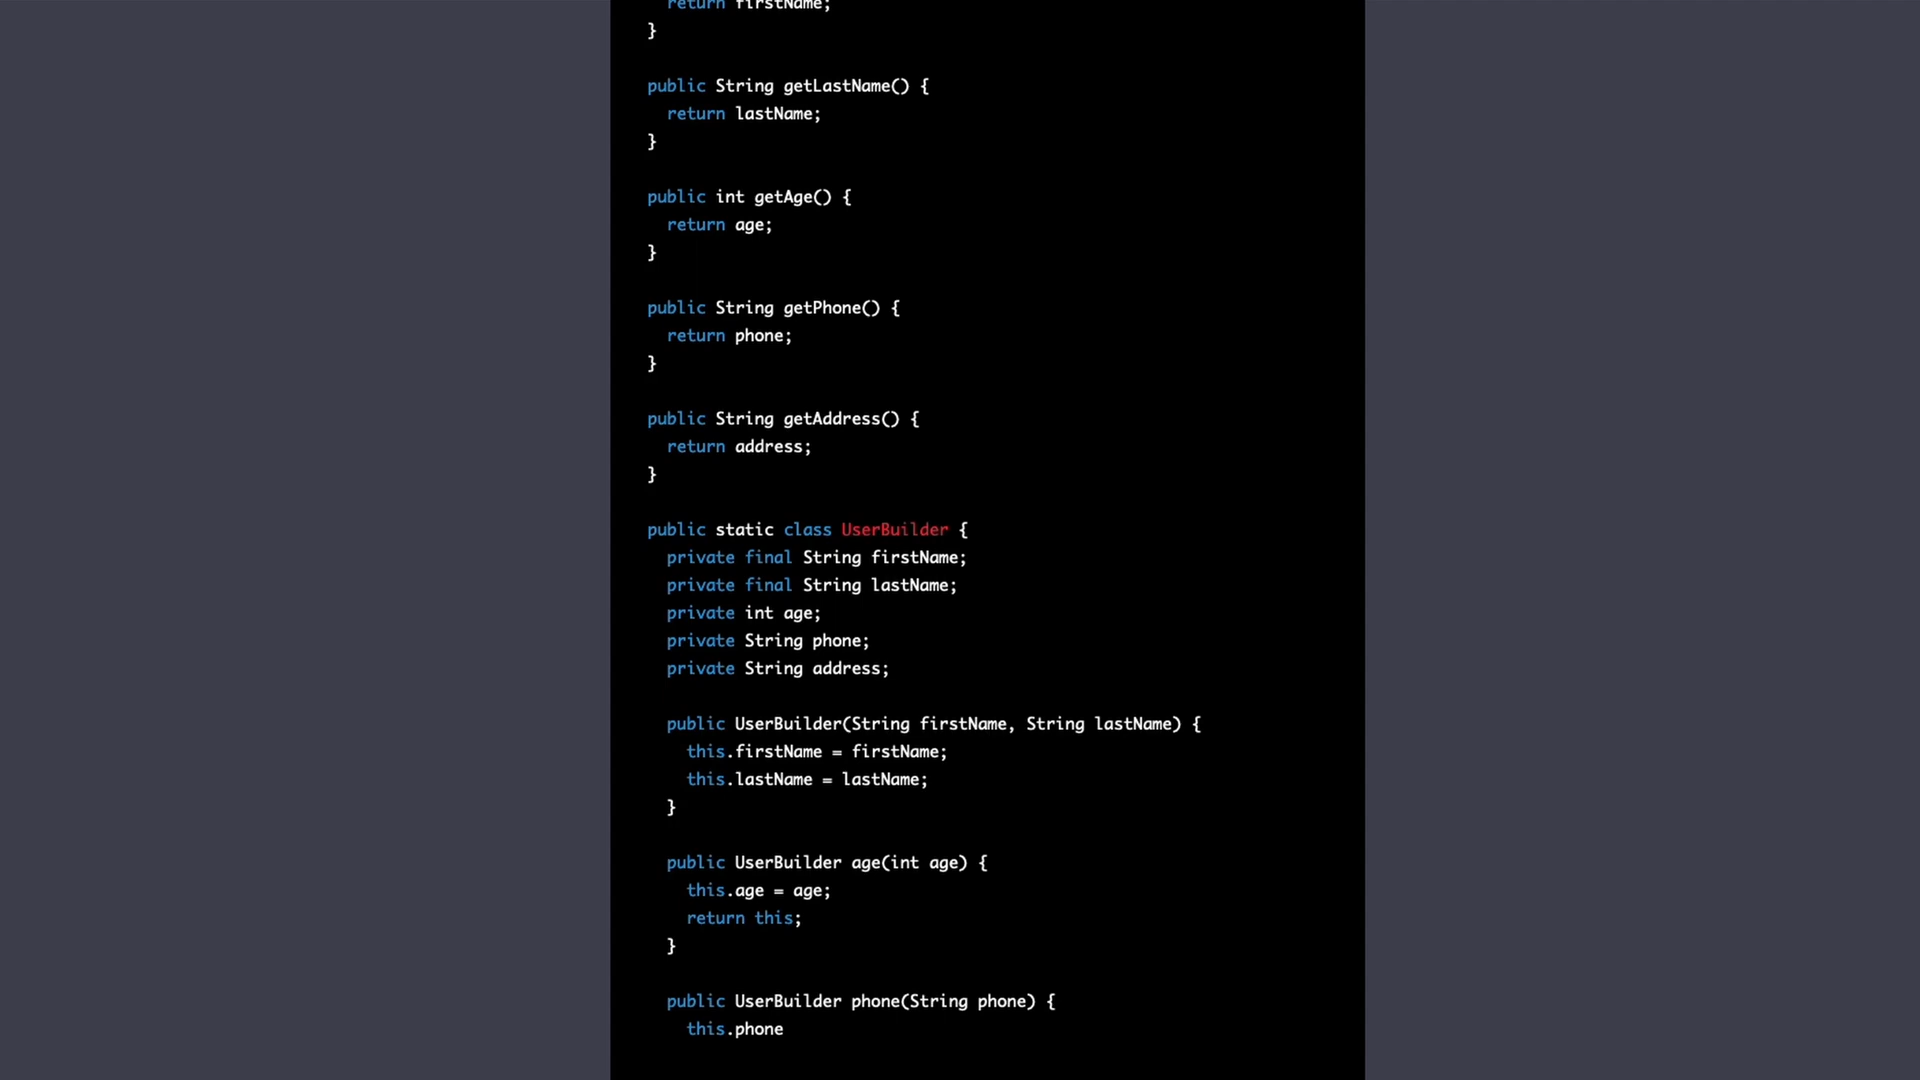 return firstName;
}
public String getLastName() {
return lastName;
}
public int getAge() {
return age;
}
public String getPhone() {
return phone;
}
public String getAddress() {
return address;
}
public static class UserBuilder {
private final String firstName;
private final String lastName;
private int age;
private String phone;
private String address;
public UserBuilder(String firstName, String lastName) {
this.firstName = firstName;
this.lastName = lastName;
}
public UserBuilder age(int age) {
this.age = age;
return this;
}
public UserBuilder phone(String phone) {
this.phone